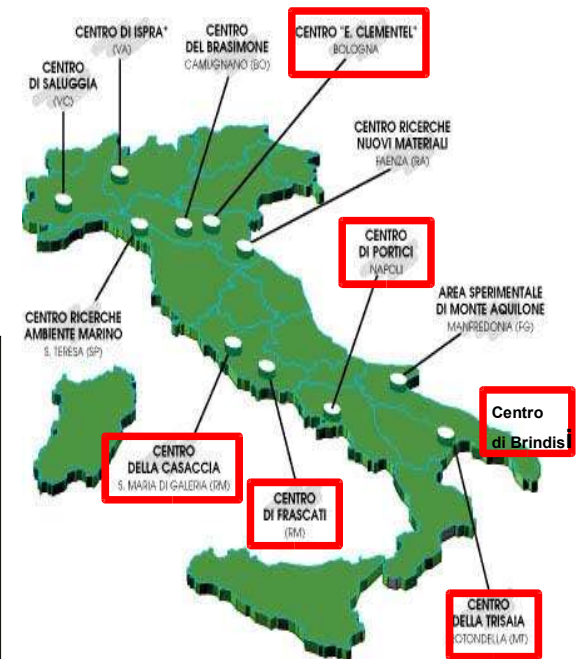 CENTRO DI ISPRA*
(VA)
CENTRO
DEL BRASIMONE
CAMUGNANO (BO)
CENTRO "E. CLEMENTEL"
BOLOGNA
CENTRO
DI SALUGGIA
(VC)
CENTRO RICERCHE
NUOVI MATERIALI
FAENZA (RA)
CENTRO
DI PORTICI
NAPOLI
AREA SPERIMENTALE
DI MONTE AQUILONE
MANFREDONIA (FG)
CENTRO RICERCHE
AMBIENTE MARINO
S. TERESA (SP)
Centro
di Brindisi
CENTRO
DELLA CASACCIA
S. MARIA DI GALERIA (RM)
CENTRO
DI FRASCATI
(RM)
CENTRO
DELLA TRISAIA
ROTONDELLA (MT)